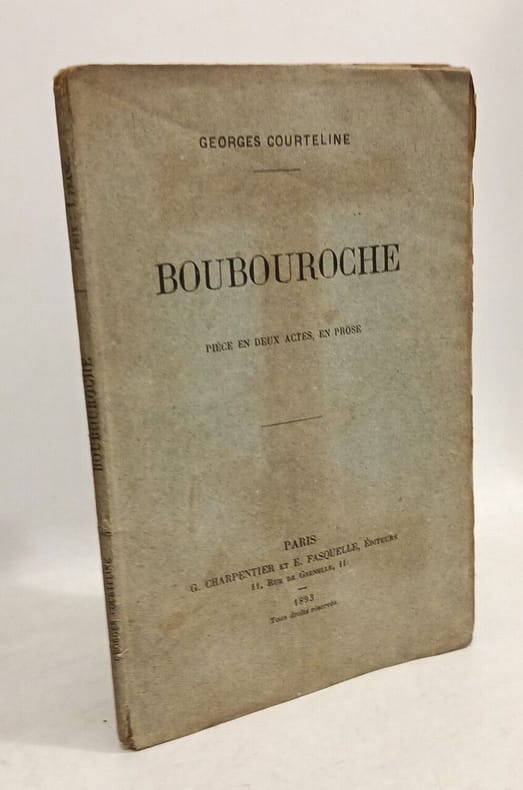 GEORGES COURTELINE
BOUBOUROCHE
PIÈCE EN DEUX ACTES, EN PROSE
PARIS
G. CHARPENTIER ET E. FASQUELLE, ÉDITEURS
11, RUE DE GRENELLE, 11
1893
Tous droits réservés.
GEORGES COURTELINE
BOUBOUROCHE
PRIX